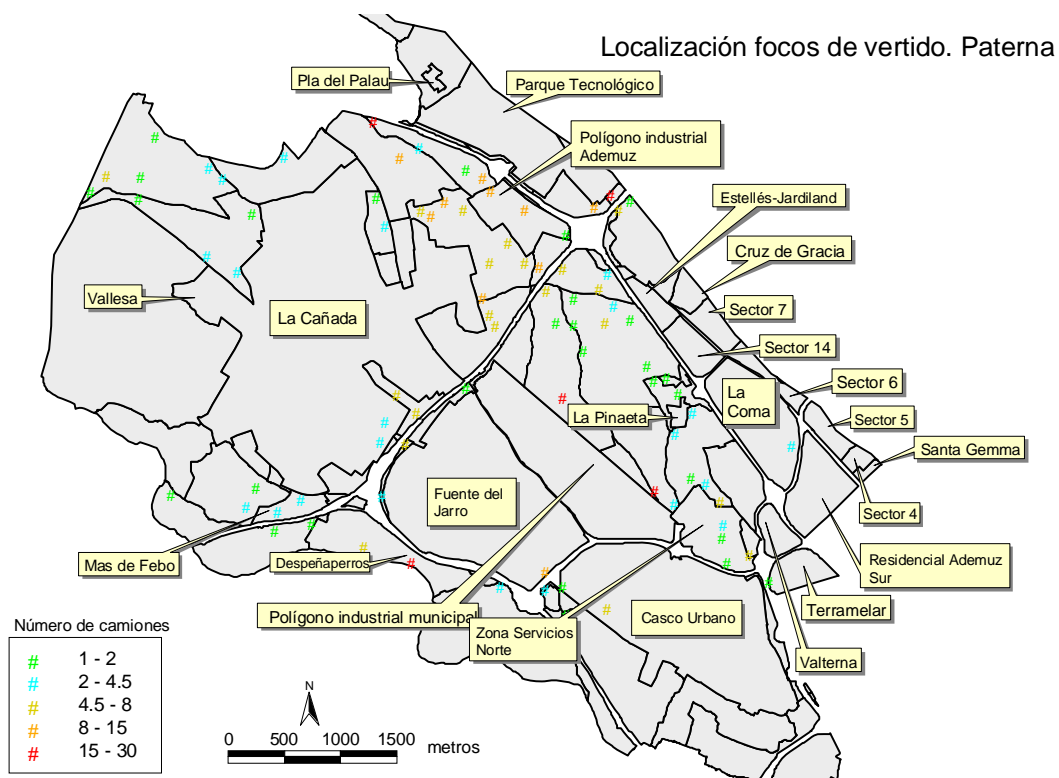 Localización focos de vertido. Paterna
Pla del Palau
Parque Tecnológico
Polígono industrial
Ademuz
Estellés-Jardiland
Cruz de Gracia
Vallesa
La Cañada
Sector 7
Sector 14
Sector 6
La
Coma
La Pinaeta
Sector 5
Santa Gemma
Fuente del
Jarro
Sector 4
Mas de Febo
Despeñaperros
Residencial Ademuz
Sur
Polígono industrial municipal
Casco Urbano
Terramelar
Zona Servicios
Norte
Valterna
Número de camiones
# 1 - 2
# 2 - 4.5
# 4.5 - 8
# 8 - 15
# 15 - 30
N
0 500 1000 1500 metros